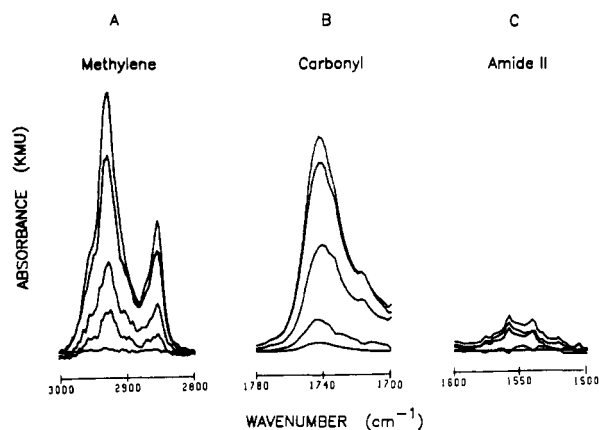 A B C
Methylene Carbonyl Amide II
ABSORBANCE (KMU)
3000 2900 2800 1780 1740 1700 1600 1550 1500
WAVENUMBER (cm⁻¹)